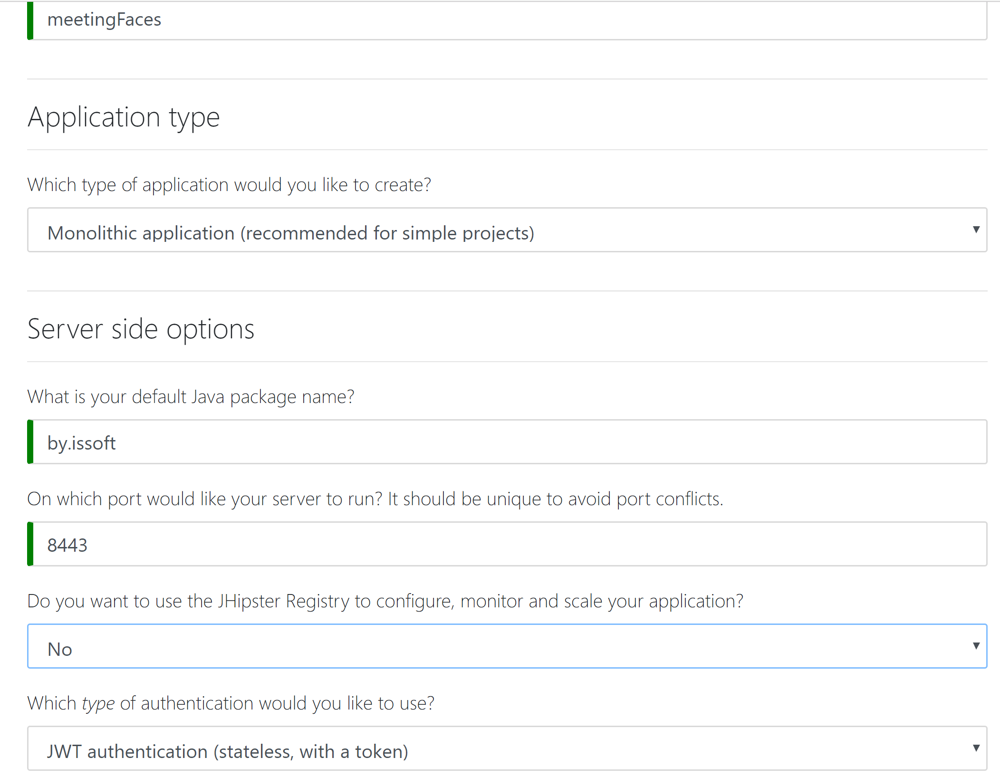 meetingFaces
Application type
Which type of application would you like to create?
Monolithic application (recommended for simple projects)
Server side options
What is your default Java package name?
by.issoft
On which port would like your server to run? It should be unique to avoid port conflicts.
8443
Do you want to use the JHipster Registry to configure, monitor and scale your application?
No
Which type of authentication would you like to use?
JWT authentication (stateless, with a token)